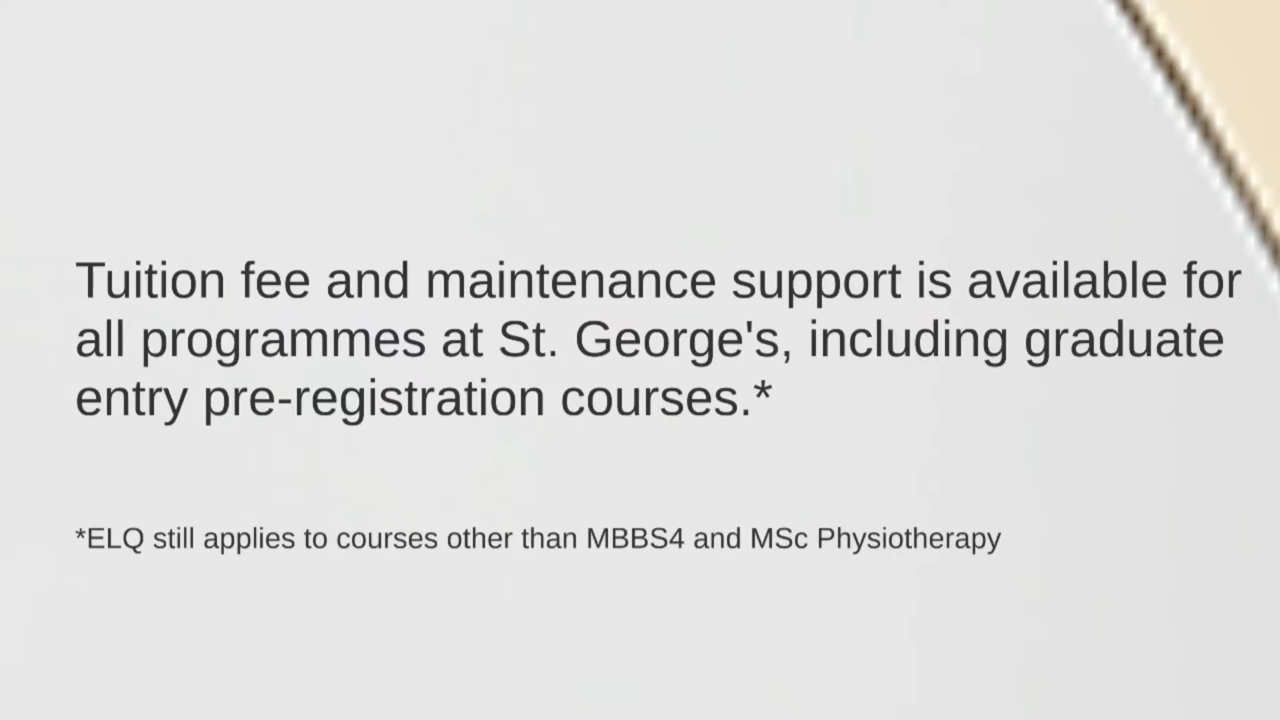 Tuition fee and maintenance support is available for
all programmes at St. George's, including graduate
entry pre-registration courses.*
*ELQ still applies to courses other than MBBS4 and MSc Physiotherapy